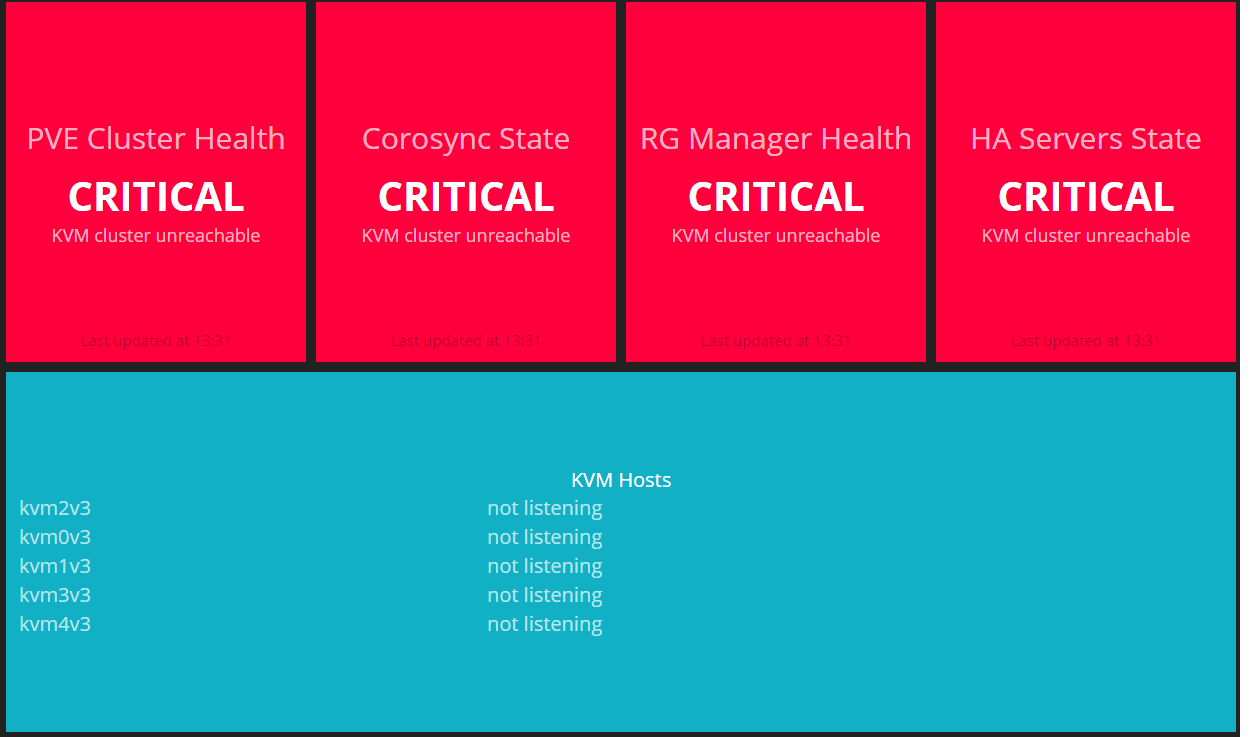 PVE Cluster Health
CRITICAL
KVM cluster unreachable
Last updated at 13:31
Corosync State
CRITICAL
KVM cluster unreachable
Last updated at 13:31
RG Manager Health
CRITICAL
KVM cluster unreachable
Last updated at 13:31
HA Servers State
CRITICAL
KVM cluster unreachable
Last updated at 13:31
KVM Hosts
kvm2v3 not listening
kvm0v3 not listening
kvm1v3 not listening
kvm3v3 not listening
kvm4v3 not listening